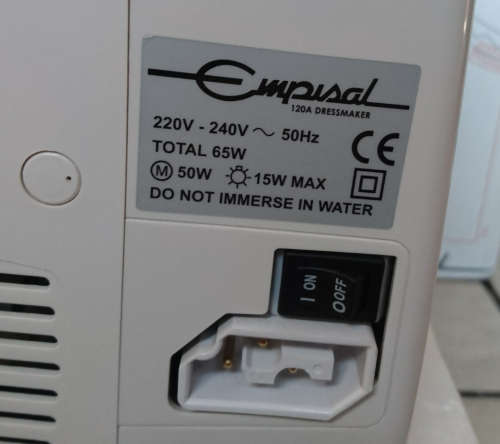 Empisal
120A DRESSMAKER
220V - 240V ~ 50Hz
TOTAL 65W
CE
M 50W 15W MAX
DO NOT IMMERSE IN WATER
I ON
OFF